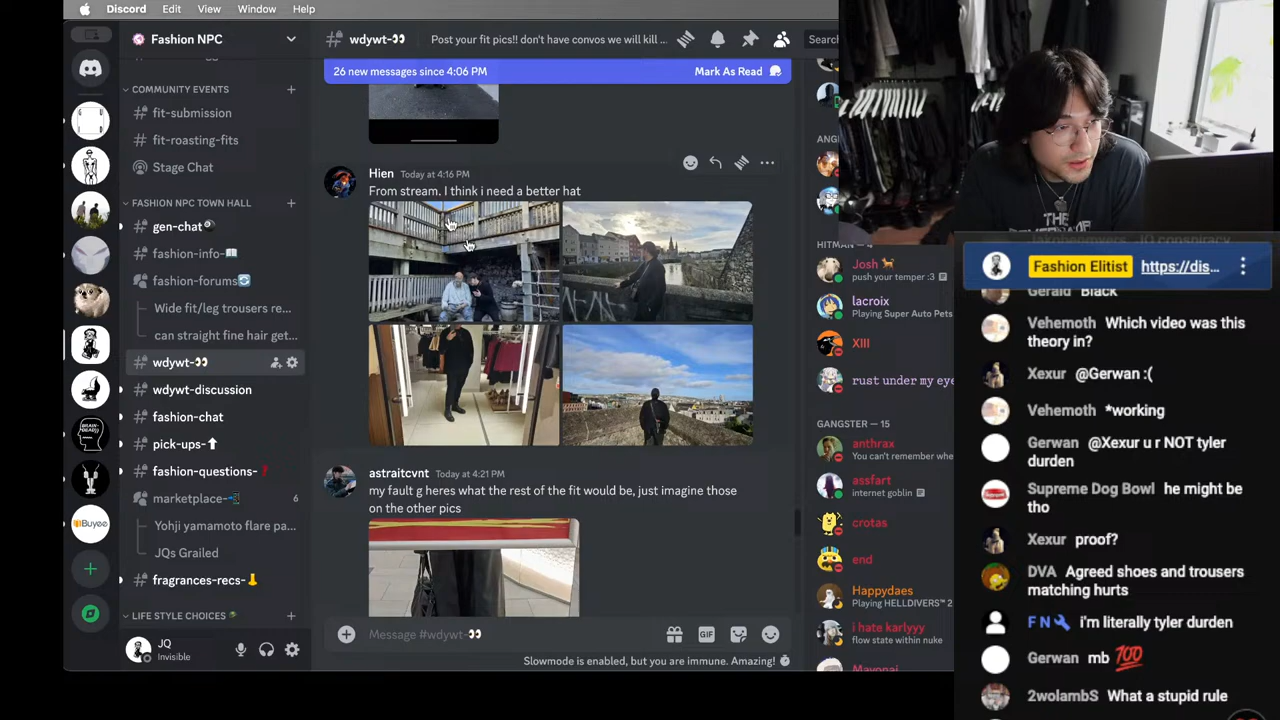 Discord Edit View Window Help
Fashion NPC
COMMUNITY EVENTS
fit-submission
fit-roasting-fits
Stage Chat
FASHION NPC TOWN HALL
gen-chat🎱
fashion-info-📖
fashion-forums🔄
Wide fit/leg trousers re...
can straight fine hair get...
wdywt-👀
wdywt-discussion
fashion-chat
pick-ups-⬆
fashion-questions-❓
marketplace-📲 6
Yohji yamamoto flare pa...
JQs Grailed
fragrances-recs-👃
LIFE STYLE CHOICES
BRAIN-DEAD
Buyee
JQ
Invisible
wdywt-👀 Post your fit pics!! don't have convos we will kill ...
Search
26 new messages since 4:06 PM Mark As Read
Hien Today at 4:16 PM
From stream. I think i need a better hat
astraitcvnt Today at 4:21 PM
my fault g heres what the rest of the fit would be, just imagine those
on the other pics
Message #wdywt-👀
GIF
Slowmode is enabled, but you are immune. Amazing!
ANG
HITMAN — 4
Josh
push your temper :3
lacroix
Playing Super Auto Pets
XIII
rust under my eye
GANGSTER — 15
anthrax
You can't remember whe
assfart
internet goblin
crotas
end
Happydaes
Playing HELLDIVERS™ 2
i hate karlyyy
flow state within nuke
Mayonai
THE
Fashion Elitist https://dis...
Gerald Black
Vehemoth Which video was this
theory in?
Xexur @Gerwan :(
Vehemoth *working
Gerwan @Xexur u r NOT tyler
durden
Supreme Dog Bowl he might be
tho
Xexur proof?
DVA Agreed shoes and trousers
matching hurts
F N i'm literally tyler durden
Gerwan mb 💯
2wolambS What a stupid rule